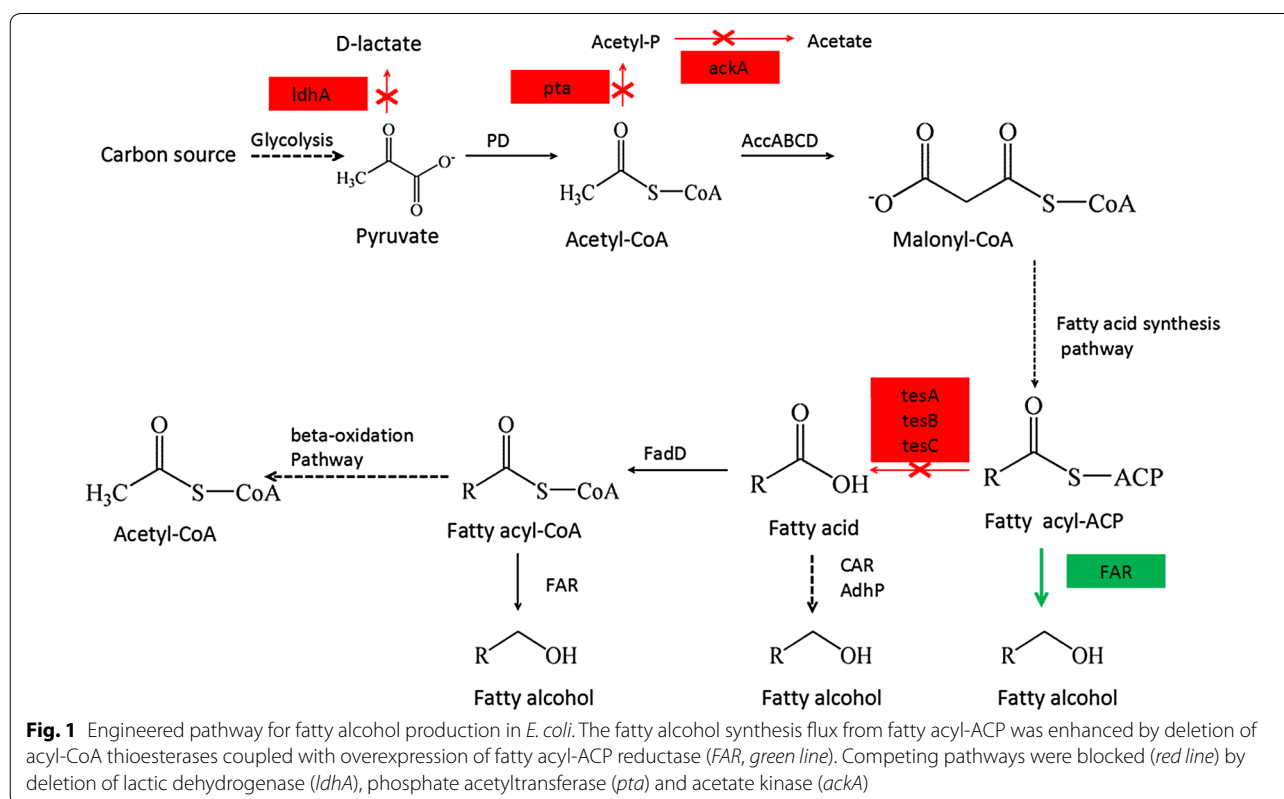 D-lactate
Acetyl-P
Acetate
ldhA
pta
ackA
Carbon source
Glycolysis
O
H₃C
O⁻
O
Pyruvate
PD
O
H₃C
S—CoA
Acetyl-CoA
AccABCD
O
O
⁻O
S—CoA
Malonyl-CoA
Fatty acid synthesis
pathway
O
H₃C
S—CoA
Acetyl-CoA
beta-oxidation
Pathway
O
R
S—CoA
Fatty acyl-CoA
FadD
O
R
OH
Fatty acid
tesA
tesB
tesC
O
R
S—ACP
Fatty acyl-ACP
FAR
CAR
AdhP
FAR
R
OH
Fatty alcohol
R
OH
Fatty alcohol
R
OH
Fatty alcohol
Fig. 1 Engineered pathway for fatty alcohol production in E. coli. The fatty alcohol synthesis flux from fatty acyl-ACP was enhanced by deletion of
acyl-CoA thioesterases coupled with overexpression of fatty acyl-ACP reductase (FAR, green line). Competing pathways were blocked (red line) by
deletion of lactic dehydrogenase (ldhA), phosphate acetyltransferase (pta) and acetate kinase (ackA)